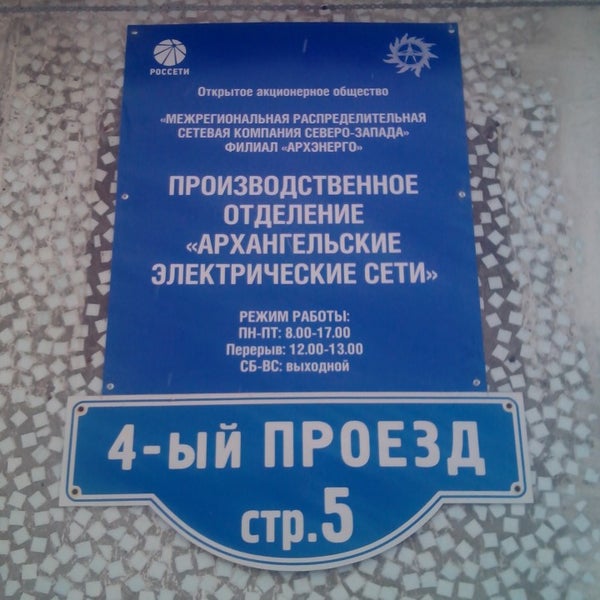 РОССЕТИ
Открытое акционерное общество
«МЕЖРЕГИОНАЛЬНАЯ РАСПРЕДЕЛИТЕЛЬНАЯ
СЕТЕВАЯ КОМПАНИЯ СЕВЕРО-ЗАПАДА»
ФИЛИАЛ «АРХЭНЕРГО»
ПРОИЗВОДСТВЕННОЕ
ОТДЕЛЕНИЕ
«АРХАНГЕЛЬСКИЕ
ЭЛЕКТРИЧЕСКИЕ СЕТИ»
РЕЖИМ РАБОТЫ:
ПН-ПТ: 8.00-17.00
Перерыв: 12.00-13.00
СБ-ВС: выходной
4-ый ПРОЕЗД
стр.5